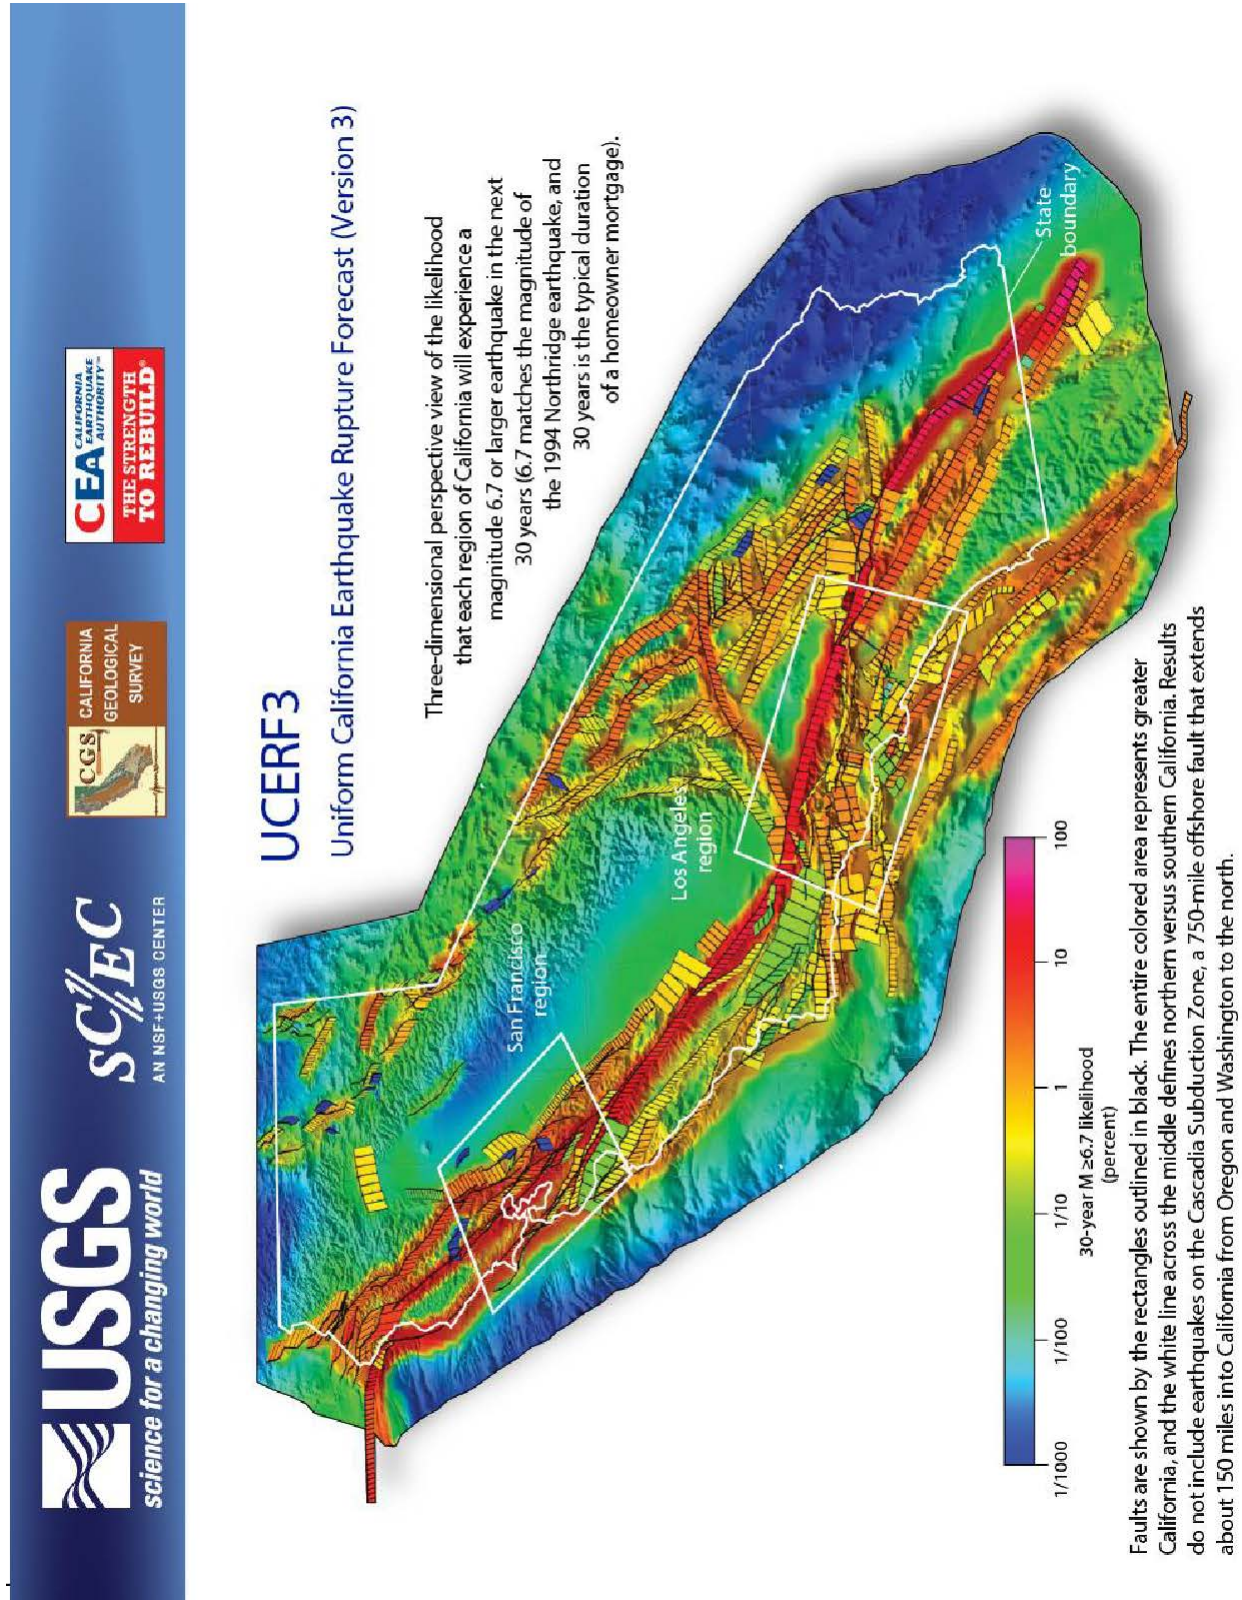 USGS
science for a changing world
SC//EC
AN NSF+USGS CENTER
CGS
CALIFORNIA
GEOLOGICAL
SURVEY
CEA
CALIFORNIA
EARTHQUAKE
AUTHORITY™
THE STRENGTH
TO REBUILD®
UCERF3
Uniform California Earthquake Rupture Forecast (Version 3)
Three-dimensional perspective view of the likelihood
that each region of California will experience a
magnitude 6.7 or larger earthquake in the next
30 years (6.7 matches the magnitude of
the 1994 Northridge earthquake, and
30 years is the typical duration
of a homeowner mortgage).
San Francisco
region
Los Angeles
region
State
boundary
1/1000
1/100
1/10
1
10
100
30-year M ≥6.7 likelihood
(percent)
Faults are shown by the rectangles outlined in black. The entire colored area represents greater
California, and the white line across the middle defines northern versus southern California. Results
do not include earthquakes on the Cascadia Subduction Zone, a 750-mile offshore fault that extends
about 150 miles into California from Oregon and Washington to the north.